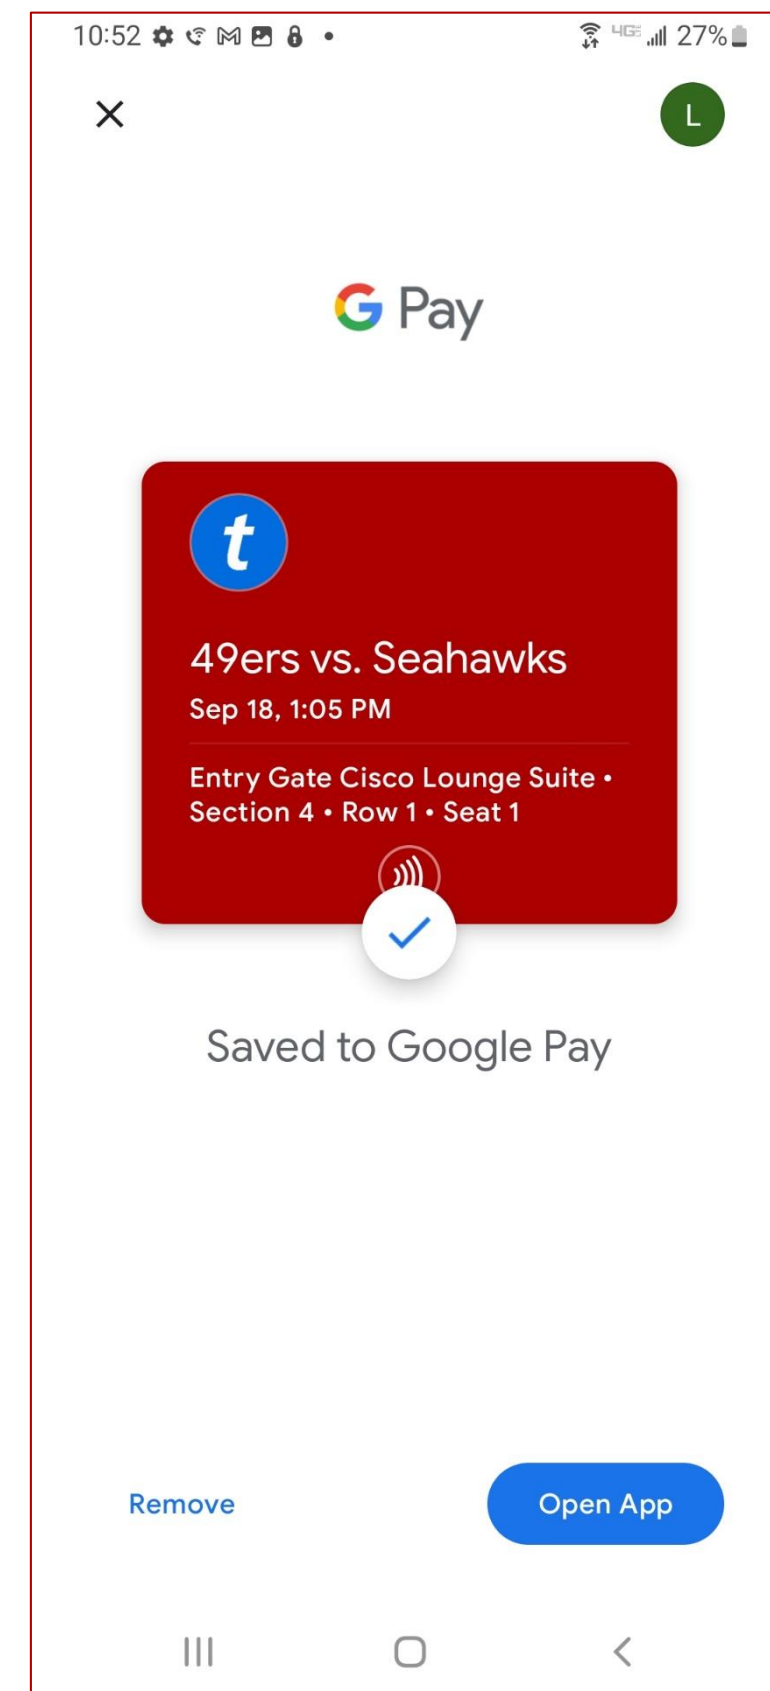 10:52 4GE 27%
L
G Pay
t
49ers vs. Seahawks
Sep 18, 1:05 PM
Entry Gate Cisco Lounge Suite •
Section 4 • Row 1 • Seat 1
Saved to Google Pay
Remove Open App